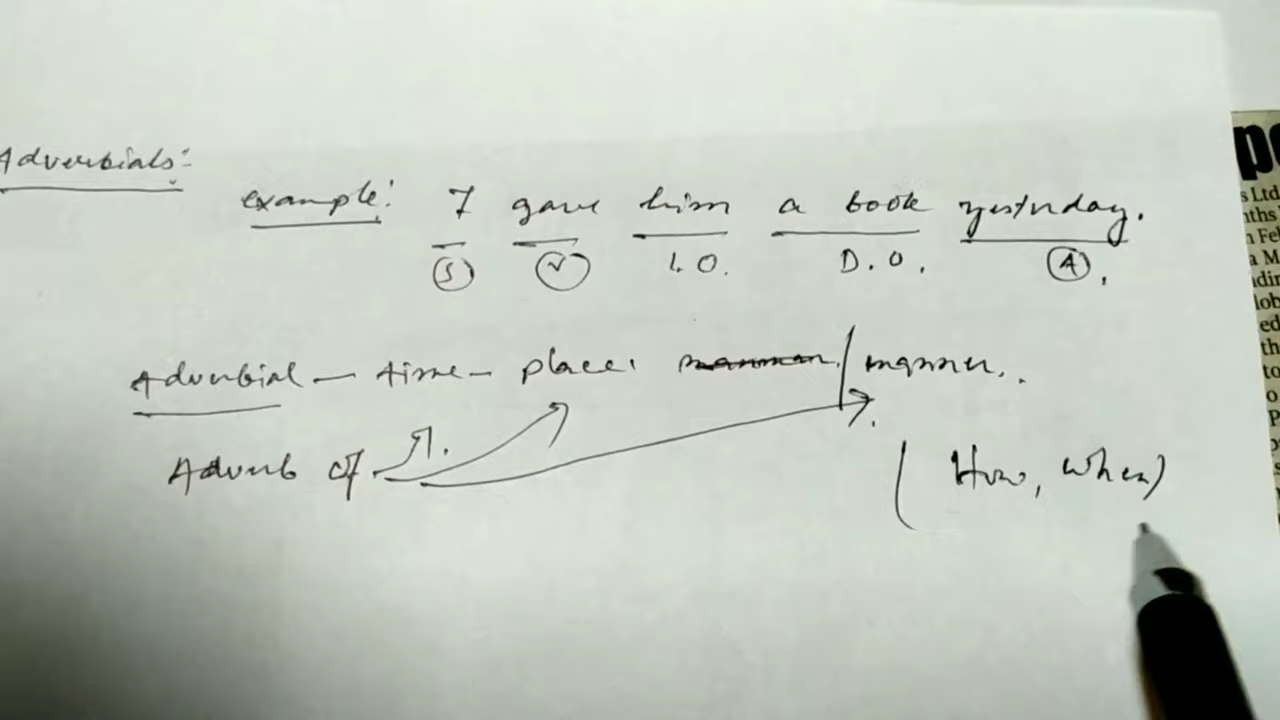 Adverbials:
example: I gave him a book yesterday.
S V I.O. D.O. A.
Adverbial - time - place. / manner..
Adverb of
(How, when)